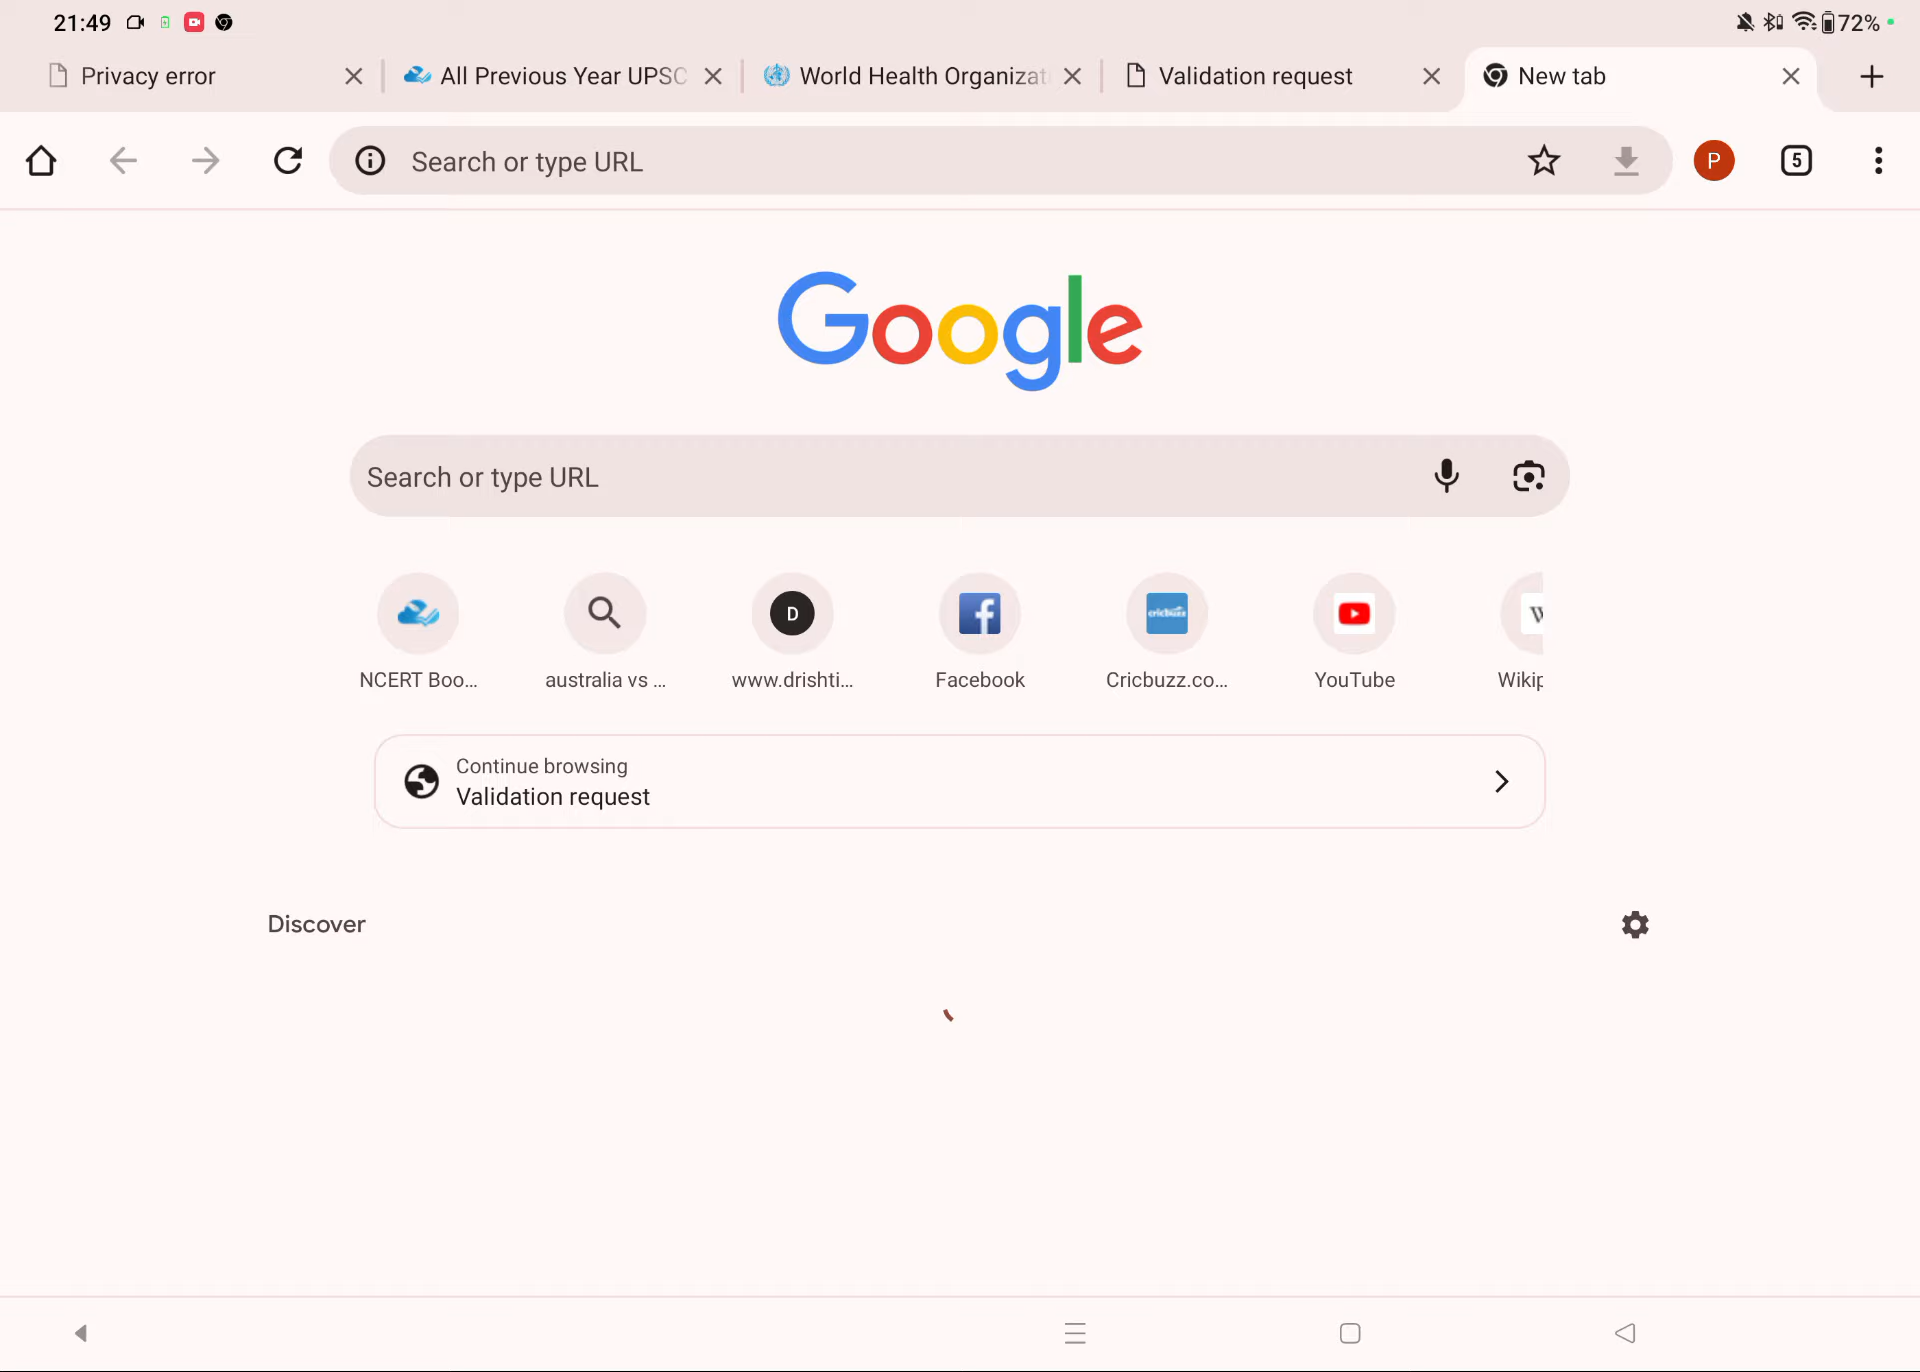 21:49
72%
Privacy error
All Previous Year UPSC
World Health Organizat
Validation request
New tab
Search or type URL
P
5
Google
Search or type URL
D
cricbuzz
W
NCERT Boo...
australia vs ...
www.drishti...
Facebook
Cricbuzz.co...
YouTube
Wikip
Continue browsing
Validation request
Discover